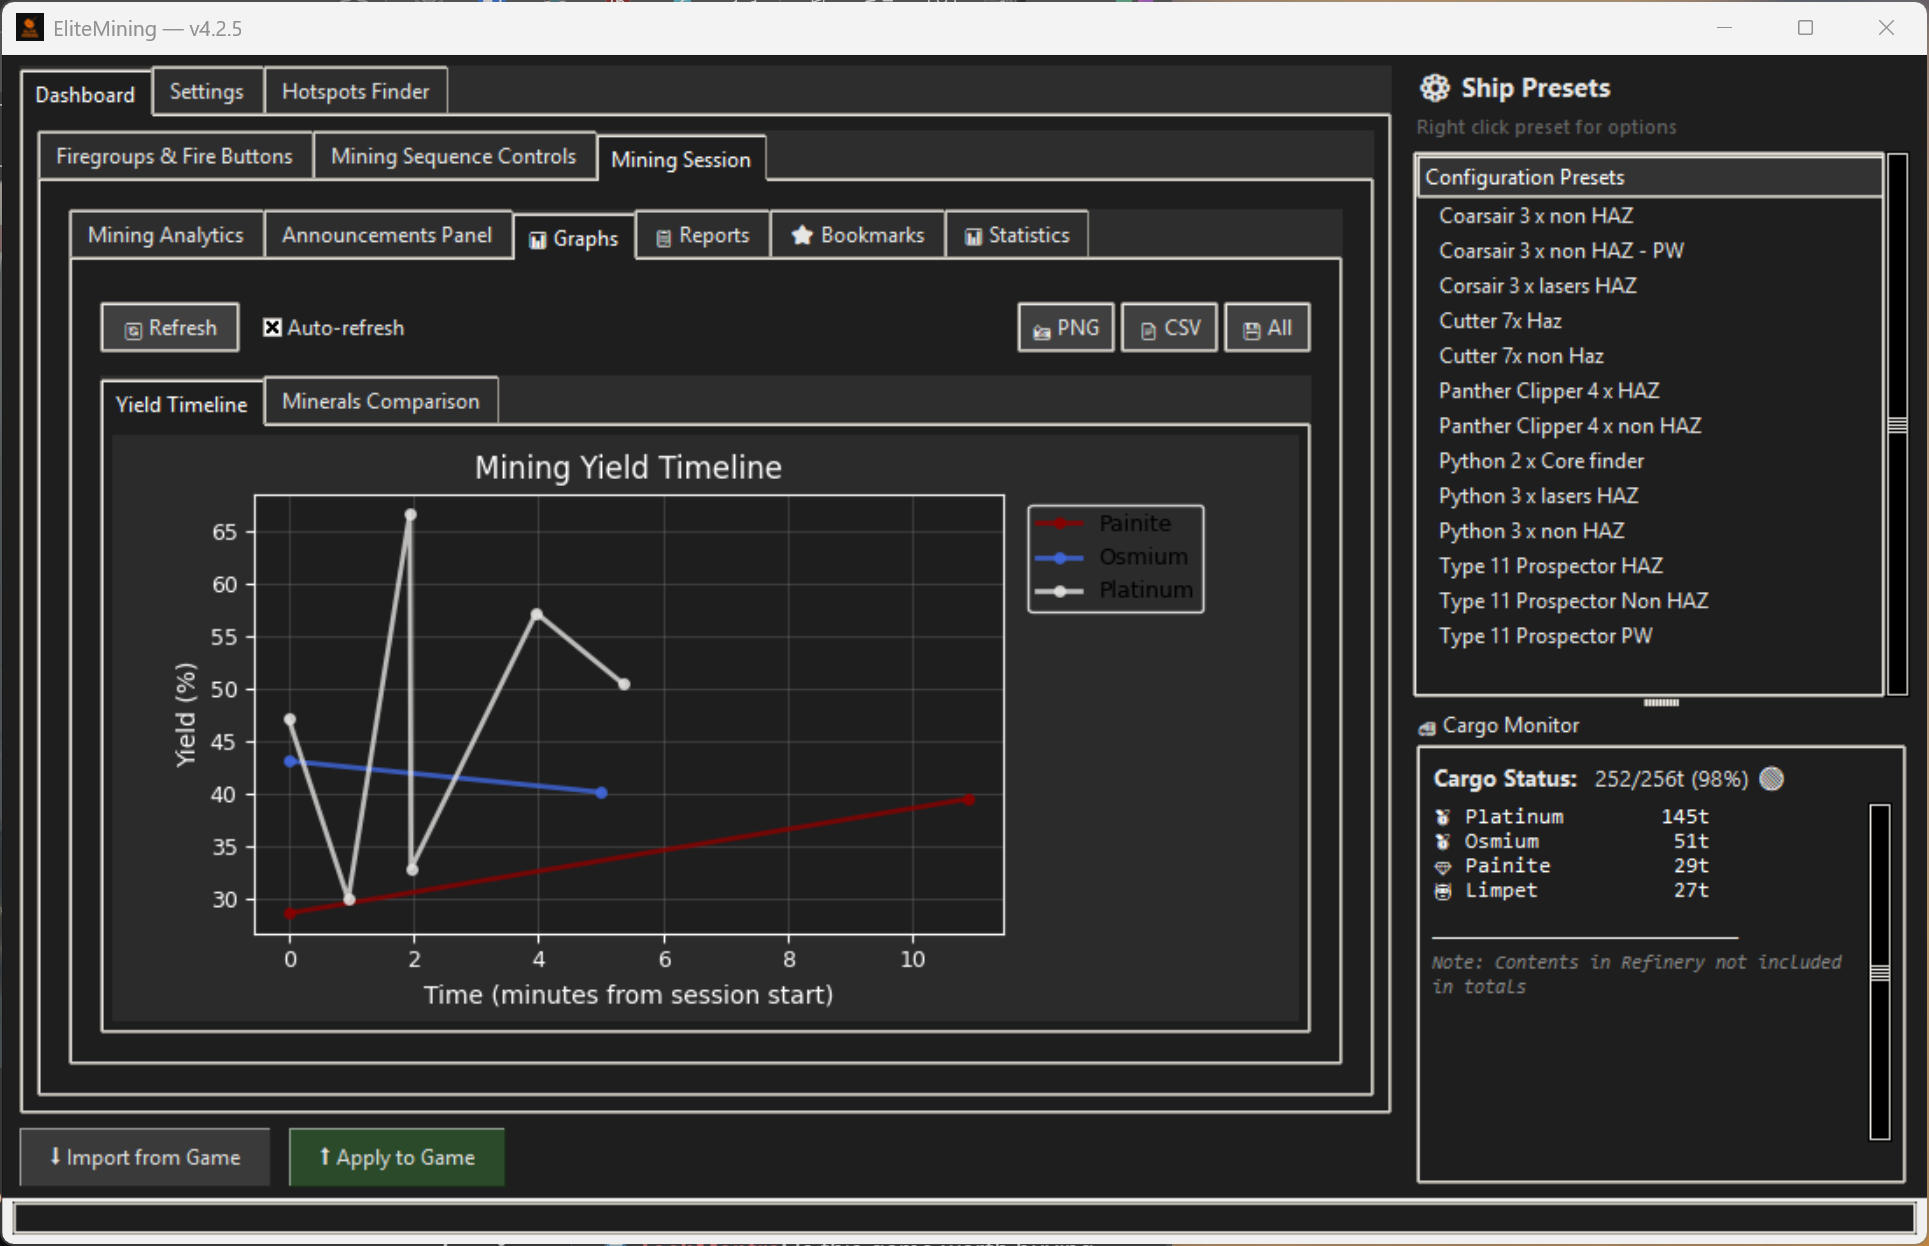 EliteMining — v4.2.5
Dashboard
Settings
Hotspots Finder
Firegroups & Fire Buttons
Mining Sequence Controls
Mining Session
Mining Analytics
Announcements Panel
Graphs
Reports
Bookmarks
Statistics
Refresh
Auto-refresh
PNG
CSV
All
Yield Timeline
Minerals Comparison
Mining Yield Timeline
Yield (%)
65
60
55
50
45
40
35
30
0 2 4 6 8 10
Time (minutes from session start)
Painite
Osmium
Platinum
Import from Game
Apply to Game
Ship Presets
Right click preset for options
Configuration Presets
Coarsair 3 x non HAZ
Coarsair 3 x non HAZ - PW
Corsair 3 x lasers HAZ
Cutter 7x Haz
Cutter 7x non Haz
Panther Clipper 4 x HAZ
Panther Clipper 4 x non HAZ
Python 2 x Core finder
Python 3 x lasers HAZ
Python 3 x non HAZ
Type 11 Prospector HAZ
Type 11 Prospector Non HAZ
Type 11 Prospector PW
Cargo Monitor
Cargo Status: 252/256t (98%)
Platinum 145t
Osmium 51t
Painite 29t
Limpet 27t
Note: Contents in Refinery not included
in totals